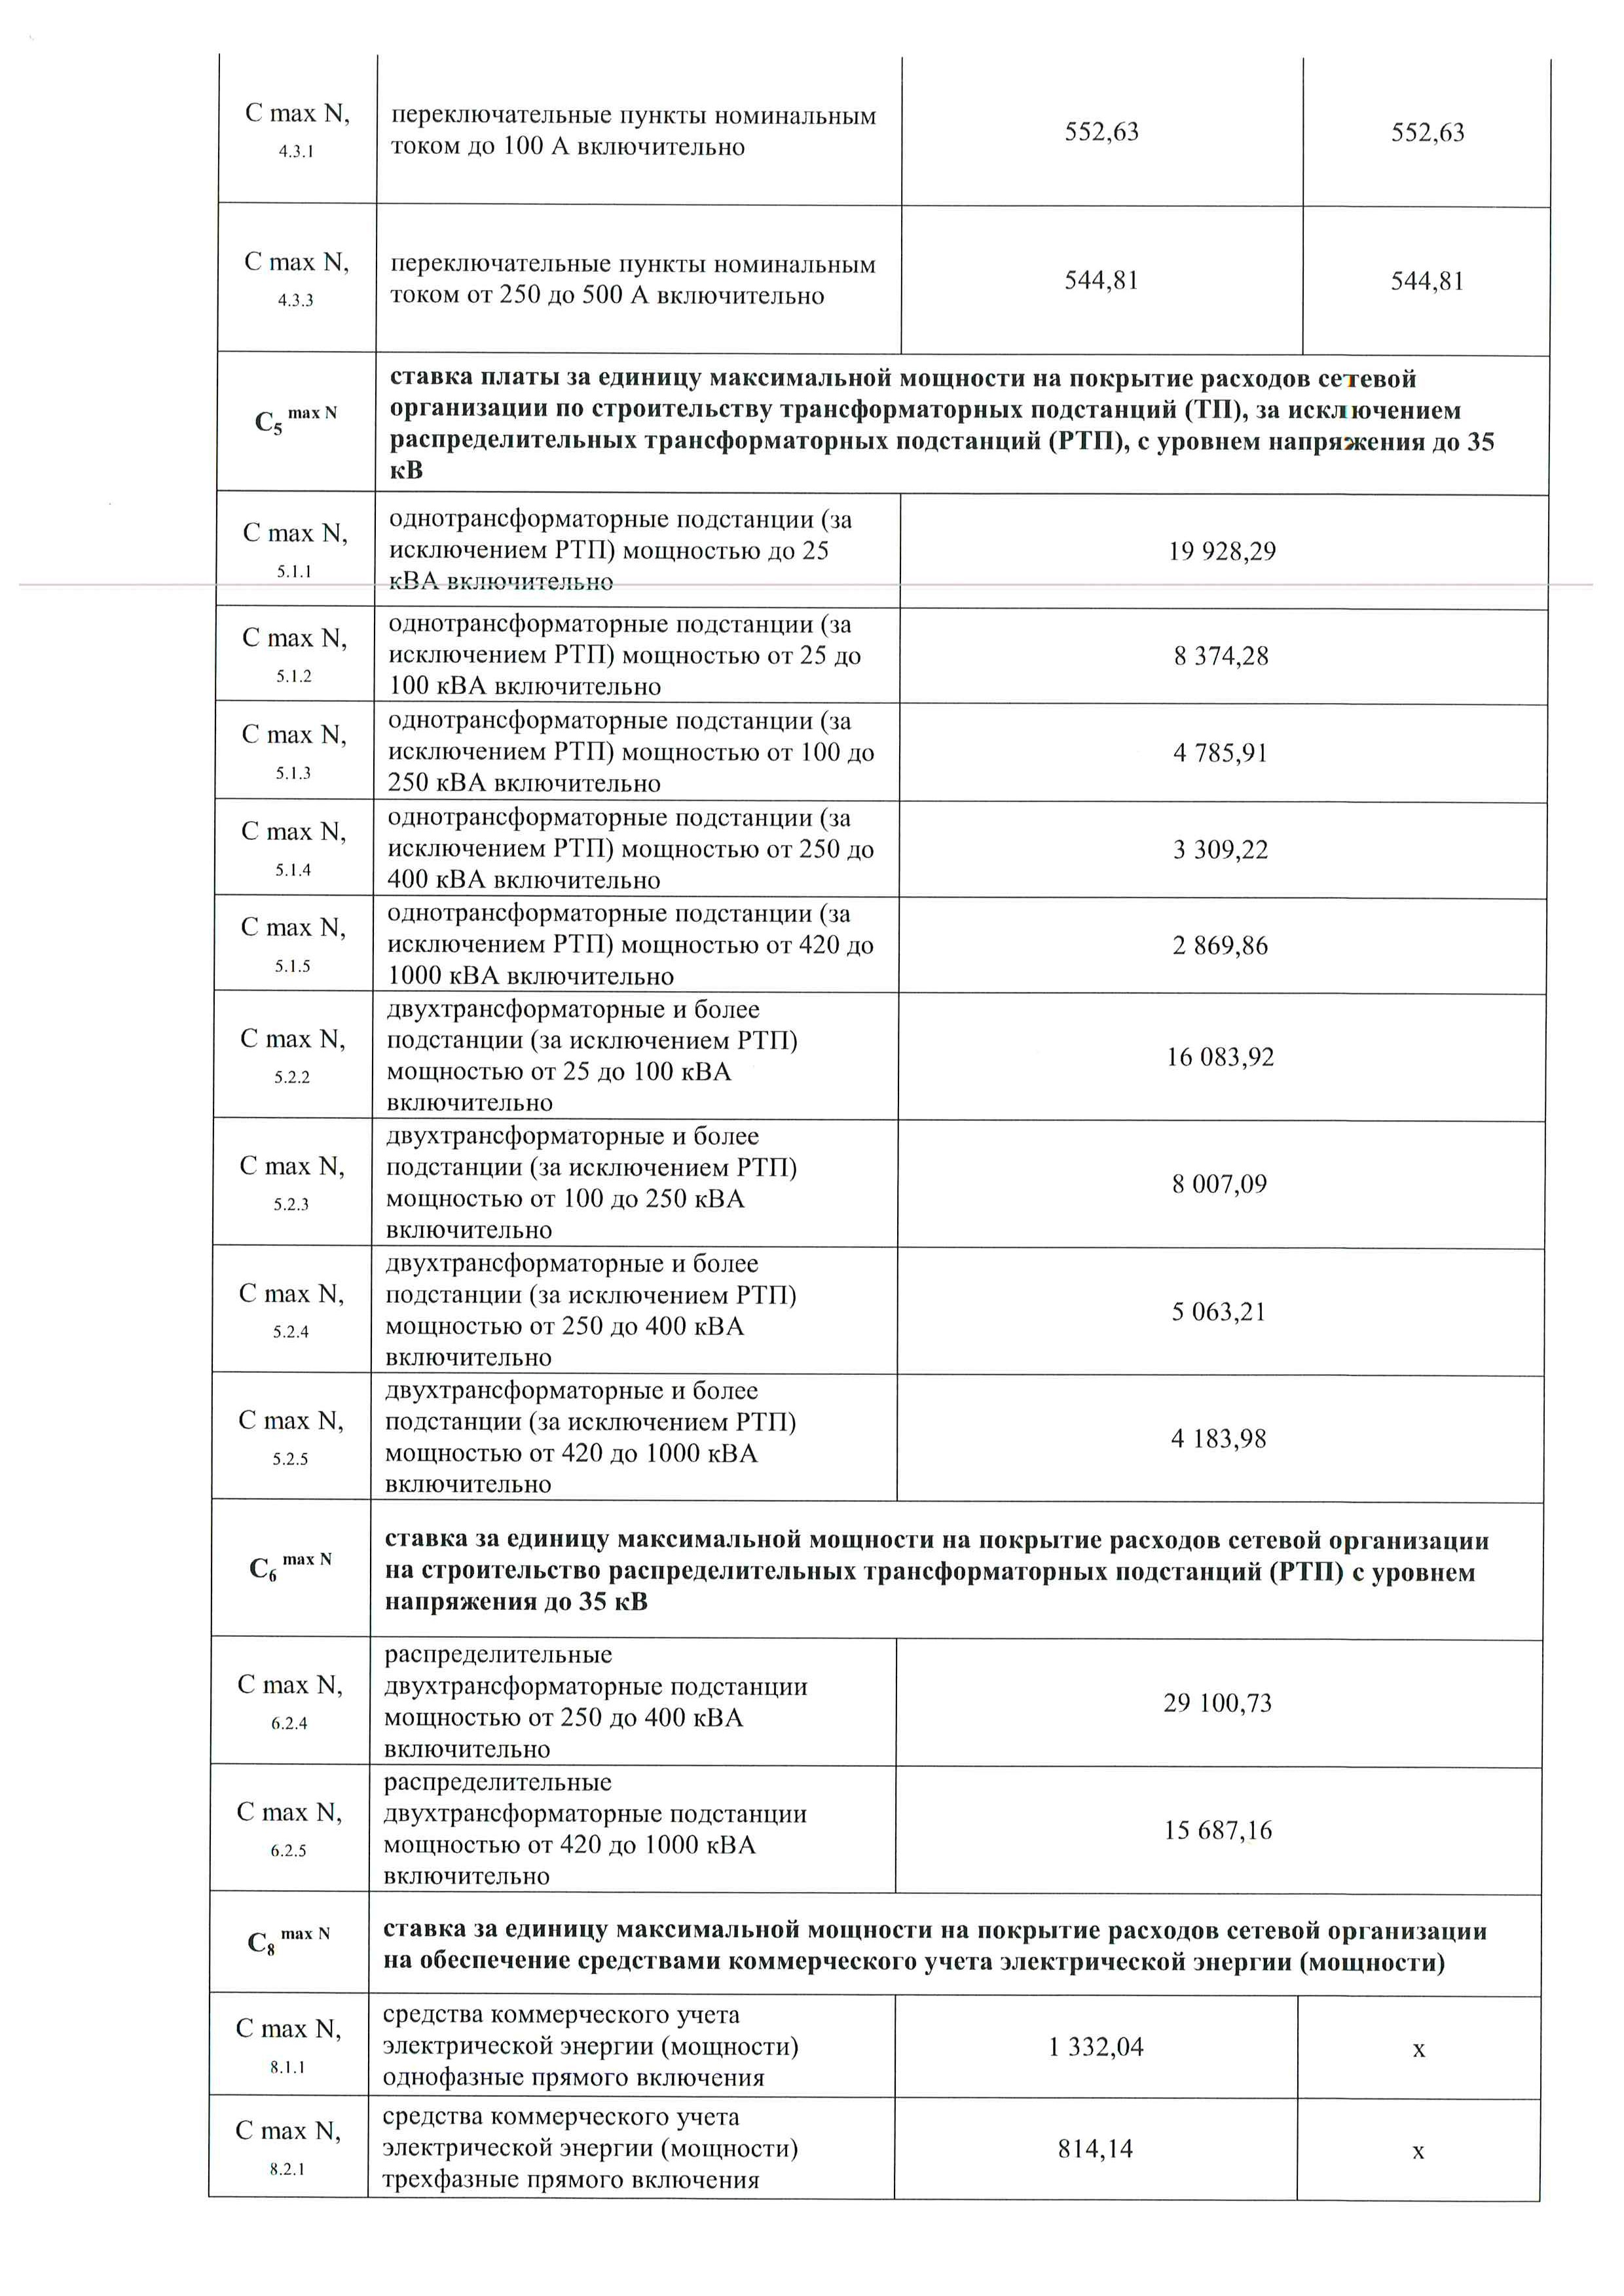 C max N,
4.3.1
переключательные пункты номинальным
током до 100 А включительно
552,63
552,63
C max N,
4.3.3
переключательные пункты номинальным
током от 250 до 500 А включительно
544,81
544,81
C5 max N
ставка платы за единицу максимальной мощности на покрытие расходов сетевой
организации по строительству трансформаторных подстанций (ТП), за исключением
распределительных трансформаторных подстанций (РТП), с уровнем напряжения до 35
кВ
C max N,
5.1.1
однотрансформаторные подстанции (за
исключением РТП) мощностью до 25
кВА включительно
19 928,29
C max N,
5.1.2
однотрансформаторные подстанции (за
исключением РТП) мощностью от 25 до
100 кВА включительно
8 374,28
C max N,
5.1.3
однотрансформаторные подстанции (за
исключением РТП) мощностью от 100 до
250 кВА включительно
4 785,91
C max N,
5.1.4
однотрансформаторные подстанции (за
исключением РТП) мощностью от 250 до
400 кВА включительно
3 309,22
C max N,
5.1.5
однотрансформаторные подстанции (за
исключением РТП) мощностью от 420 до
1000 кВА включительно
2 869,86
C max N,
5.2.2
двухтрансформаторные и более
подстанции (за исключением РТП)
мощностью от 25 до 100 кВА
включительно
16 083,92
C max N,
5.2.3
двухтрансформаторные и более
подстанции (за исключением РТП)
мощностью от 100 до 250 кВА
включительно
8 007,09
C max N,
5.2.4
двухтрансформаторные и более
подстанции (за исключением РТП)
мощностью от 250 до 400 кВА
включительно
5 063,21
C max N,
5.2.5
двухтрансформаторные и более
подстанции (за исключением РТП)
мощностью от 420 до 1000 кВА
включительно
4 183,98
C6 max N
ставка за единицу максимальной мощности на покрытие расходов сетевой организации
на строительство распределительных трансформаторных подстанций (РТП) с уровнем
напряжения до 35 кВ
C max N,
6.2.4
распределительные
двухтрансформаторные подстанции
мощностью от 250 до 400 кВА
включительно
29 100,73
C max N,
6.2.5
распределительные
двухтрансформаторные подстанции
мощностью от 420 до 1000 кВА
включительно
15 687,16
C8 max N
ставка за единицу максимальной мощности на покрытие расходов сетевой организации
на обеспечение средствами коммерческого учета электрической энергии (мощности)
C max N,
8.1.1
средства коммерческого учета
электрической энергии (мощности)
однофазные прямого включения
1 332,04
х
C max N,
8.2.1
средства коммерческого учета
электрической энергии (мощности)
трехфазные прямого включения
814,14
х